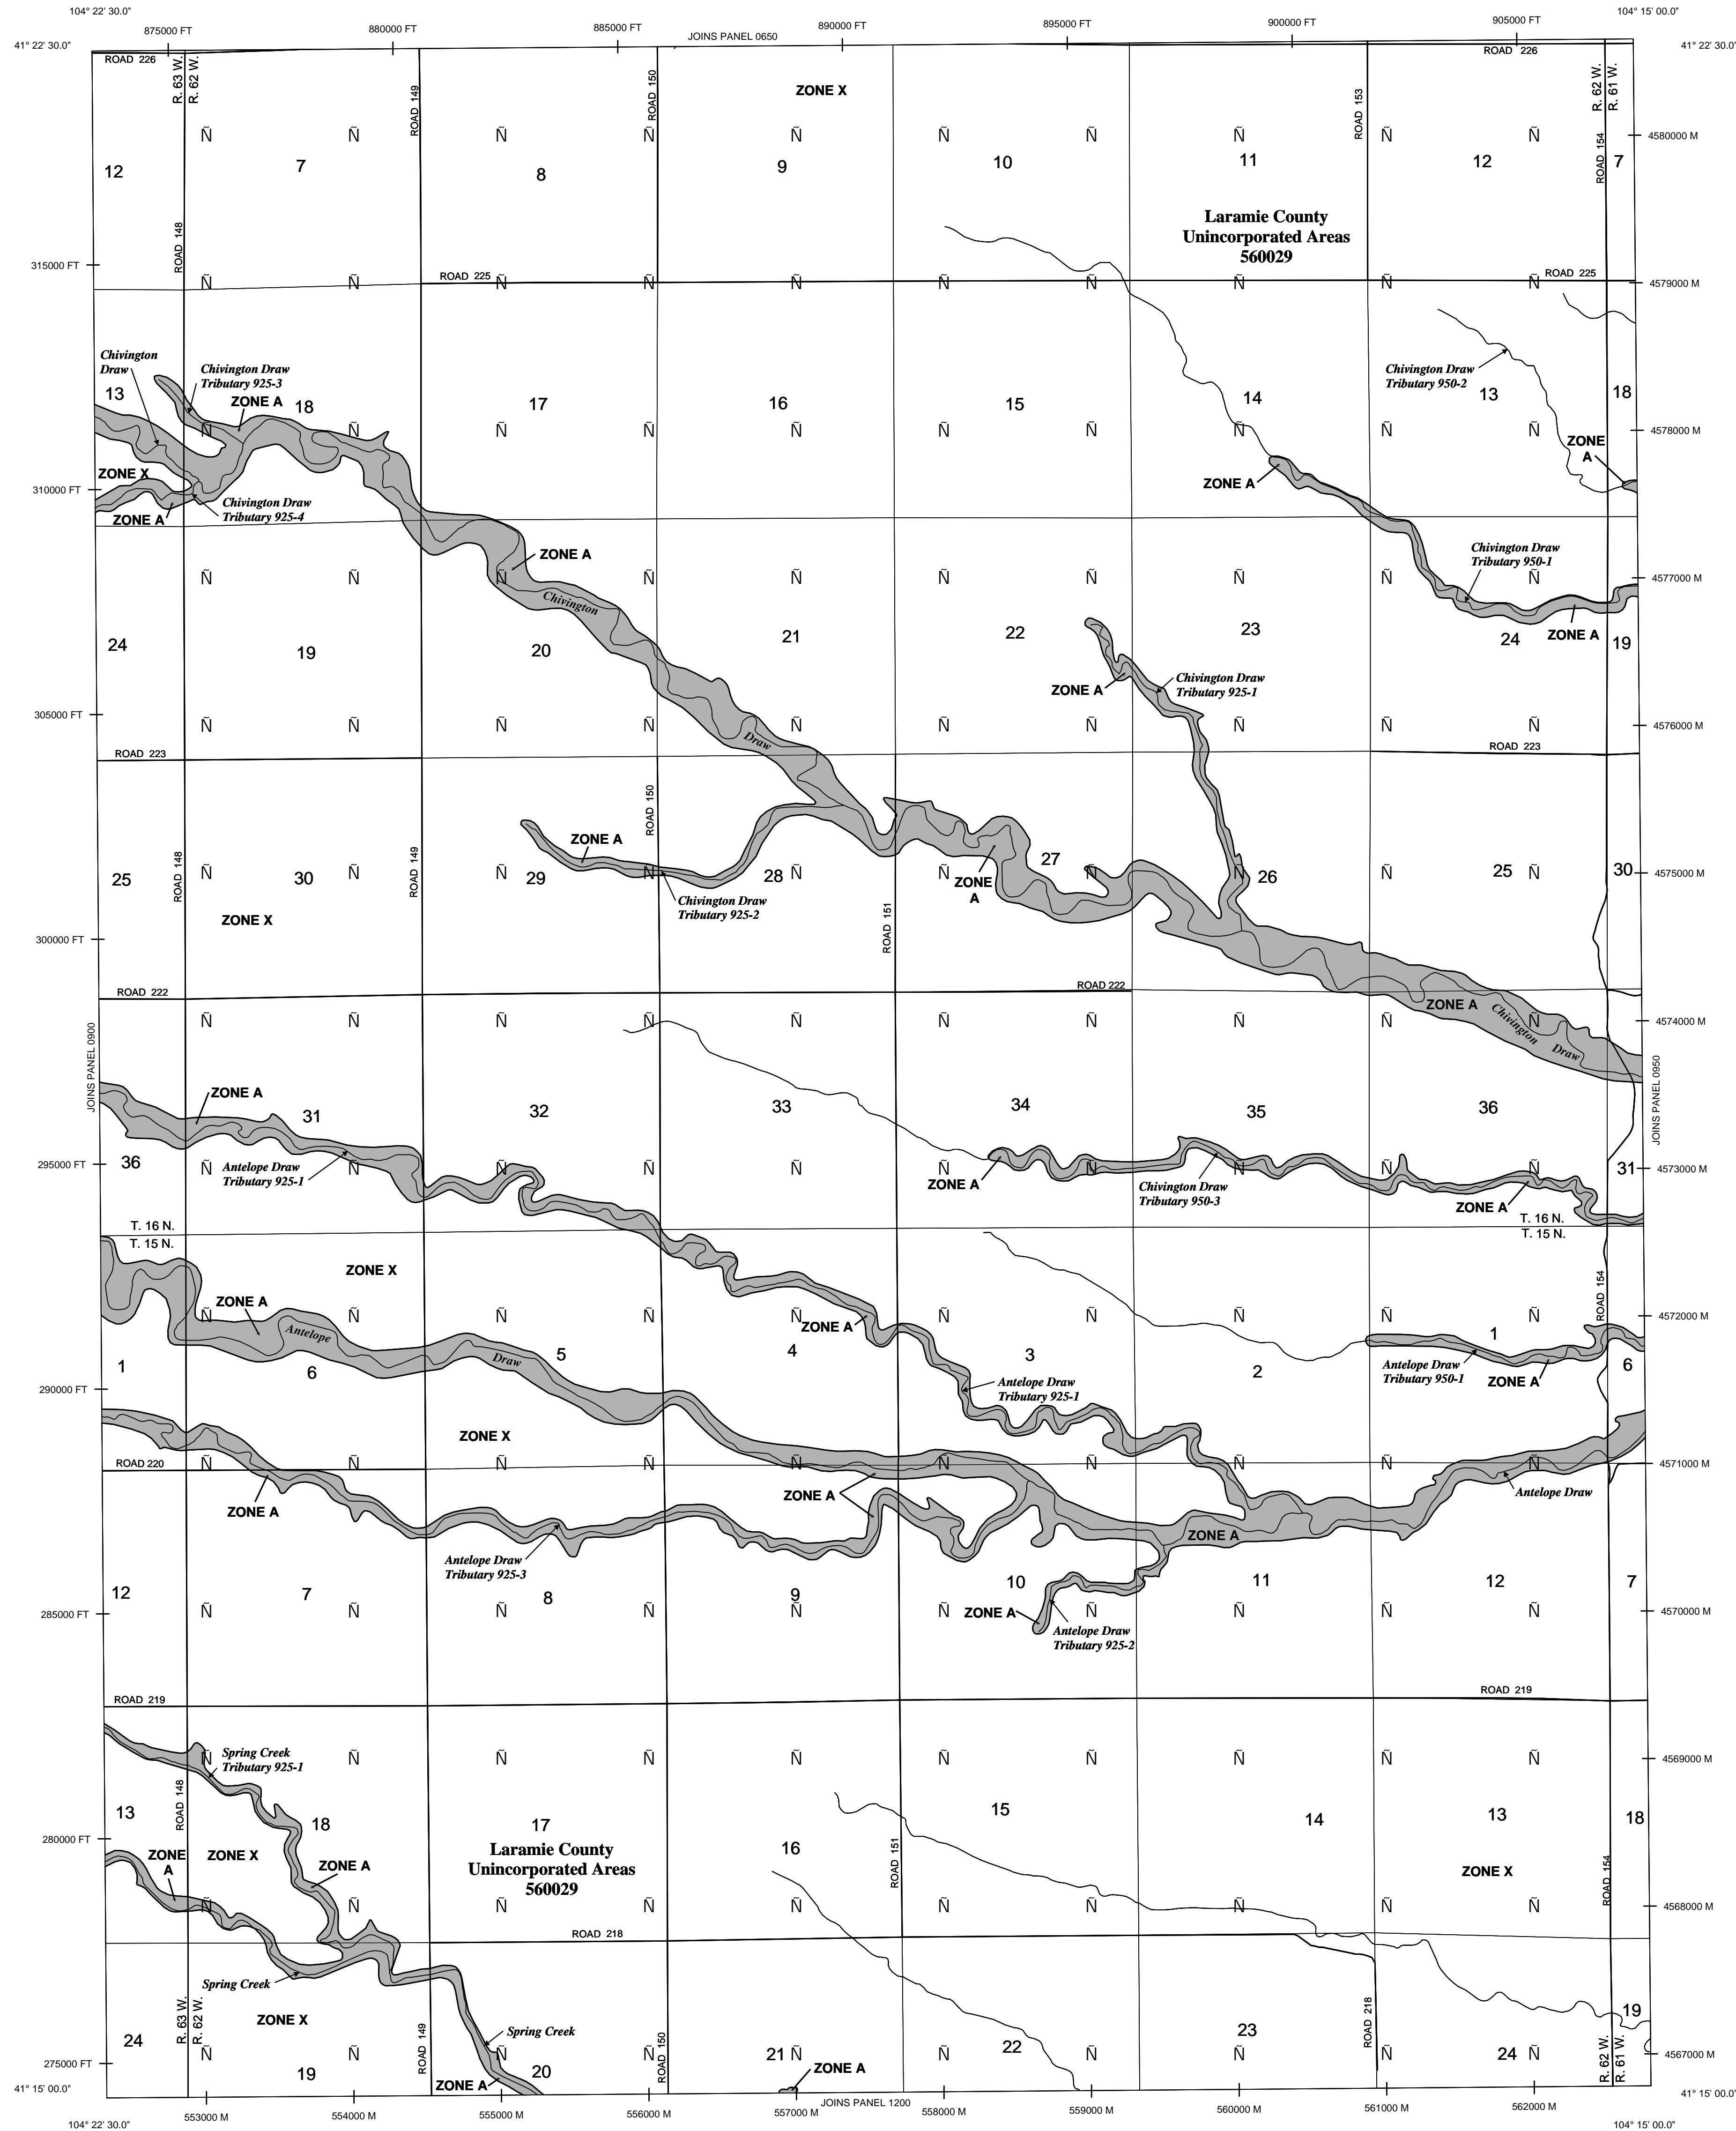 104° 22' 30.0"
875000 FT
880000 FT
885000 FT
JOINS PANEL 0650
890000 FT
895000 FT
900000 FT
905000 FT
104° 15' 00.0"
41° 22' 30.0"
41° 22' 30.0"
ROAD 226
R. 63 W.
R. 62 W.
ROAD 149
ROAD 150
ZONE X
ROAD 153
ROAD 226
R. 62 W.
R. 61 W.
Ñ Ñ Ñ Ñ Ñ Ñ Ñ Ñ Ñ Ñ
4580000 M
12
7
8
9
10
11
12
ROAD 154
7
Laramie County
Unincorporated Areas
560029
ROAD 148
315000 FT
ROAD 225
ROAD 225
Ñ Ñ Ñ Ñ Ñ Ñ Ñ Ñ Ñ Ñ
4579000 M
Chivington
Draw
Chivington Draw
Tributary 925-3
Chivington Draw
Tributary 950-2
13
ZONE A
18
17
16
15
14
13
18
Ñ Ñ Ñ Ñ Ñ Ñ Ñ Ñ Ñ Ñ
4578000 M
ZONE
A
ZONE X
ZONE A
310000 FT
Chivington Draw
Tributary 925-4
ZONE A
ZONE A
Chivington Draw
Tributary 950-1
Ñ Ñ Ñ Ñ Ñ Ñ Ñ Ñ Ñ Ñ
4577000 M
Chivington
24
19
20
21
22
23
24
ZONE A
19
ZONE A
Chivington Draw
Tributary 925-1
305000 FT
Ñ Ñ Ñ Ñ Ñ Ñ Ñ Ñ Ñ Ñ
4576000 M
Draw
ROAD 223
ROAD 223
ROAD 150
ZONE A
ROAD 148
ROAD 149
25
30
29
28
27
26
25
30
Ñ Ñ Ñ Ñ Ñ Ñ Ñ Ñ Ñ Ñ
4575000 M
ZONE
A
Chivington Draw
Tributary 925-2
ZONE X
ROAD 151
300000 FT
ROAD 222
ROAD 222
ZONE A
Chivington
Draw
Ñ Ñ Ñ Ñ Ñ Ñ Ñ Ñ Ñ Ñ
4574000 M
JOINS PANEL 0900
JOINS PANEL 0950
ZONE A
31
32
33
34
35
36
295000 FT
36
Antelope Draw
Tributary 925-1
Ñ Ñ Ñ Ñ Ñ Ñ Ñ Ñ Ñ Ñ
31
4573000 M
ZONE A
Chivington Draw
Tributary 950-3
ZONE A
T. 16 N.
T. 15 N.
T. 16 N.
T. 15 N.
ZONE X
ROAD 154
ZONE A
Ñ Ñ Ñ Ñ Ñ Ñ Ñ Ñ Ñ Ñ
4572000 M
Antelope
Draw
ZONE A
1
6
5
4
3
2
1
6
Antelope Draw
Tributary 950-1
ZONE A
290000 FT
Antelope Draw
Tributary 925-1
ZONE X
ROAD 220
Ñ Ñ Ñ Ñ Ñ Ñ Ñ Ñ Ñ Ñ
4571000 M
ZONE A
ZONE A
Antelope Draw
ZONE A
Antelope Draw
Tributary 925-3
12
7
8
9
10
11
12
7
285000 FT
Ñ Ñ Ñ Ñ Ñ Ñ Ñ Ñ Ñ Ñ
4570000 M
ZONE A
Antelope Draw
Tributary 925-2
ROAD 219
ROAD 219
Spring Creek
Tributary 925-1
Ñ Ñ Ñ Ñ Ñ Ñ Ñ Ñ Ñ Ñ
4569000 M
ROAD 148
13
18
17
16
15
14
13
18
280000 FT
Laramie County
Unincorporated Areas
560029
ZONE
A
ZONE X
ZONE A
ROAD 151
ZONE X
ROAD 154
Ñ Ñ Ñ Ñ Ñ Ñ Ñ Ñ Ñ Ñ
4568000 M
ROAD 218
Spring Creek
R. 63 W.
R. 62 W.
ZONE X
Spring Creek
ROAD 149
ROAD 150
ROAD 218
24
19
20
21
22
23
24
19
Ñ Ñ Ñ Ñ Ñ Ñ Ñ Ñ Ñ Ñ
4567000 M
R. 62 W.
R. 61 W.
275000 FT
ZONE A
ZONE A
41° 15' 00.0"
41° 15' 00.0"
JOINS PANEL 1200
104° 22' 30.0"
553000 M
554000 M
555000 M
556000 M
557000 M
558000 M
559000 M
560000 M
561000 M
562000 M
104° 15' 00.0"